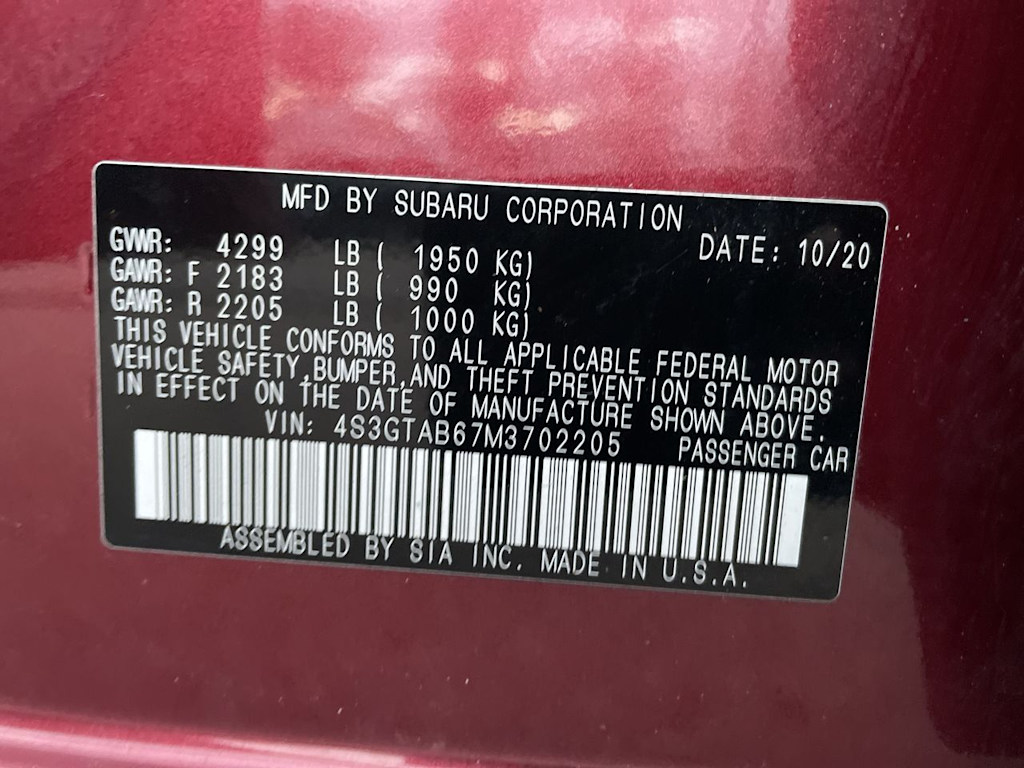 MFD BY SUBARU CORPORATION
GVWR: 4299 LB ( 1950 KG) DATE: 10/20
GAWR: F 2183 LB ( 990 KG)
GAWR: R 2205 LB ( 1000 KG)
THIS VEHICLE CONFORMS TO ALL APPLICABLE FEDERAL MOTOR
VEHICLE SAFETY,BUMPER,AND THEFT PREVENTION STANDARDS
IN EFFECT ON THE DATE OF MANUFACTURE SHOWN ABOVE.
VIN: 4S3GTAB67M3702205 PASSENGER CAR
ASSEMBLED BY SIA INC. MADE IN U.S.A.